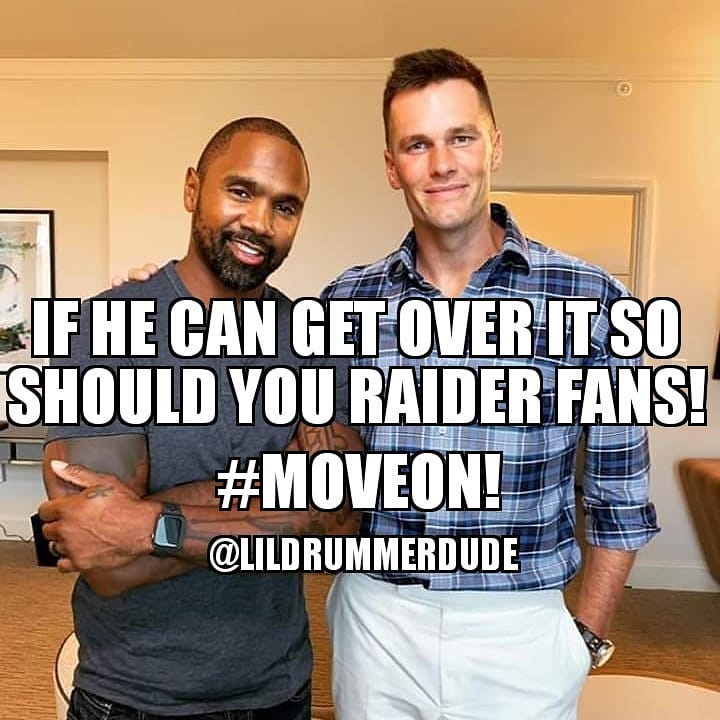 IF HE CAN GET OVER IT SO
SHOULD YOU RAIDER FANS!
#MOVEON!
@LILDRUMMERDUDE